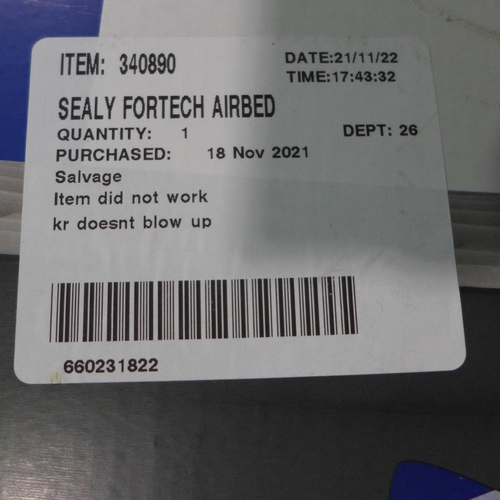 ITEM: 340890 DATE:21/11/22
TIME:17:43:32
SEALY FORTECH AIRBED
QUANTITY: 1 DEPT: 26
PURCHASED: 18 Nov 2021
Salvage
Item did not work
kr doesnt blow up
660231822